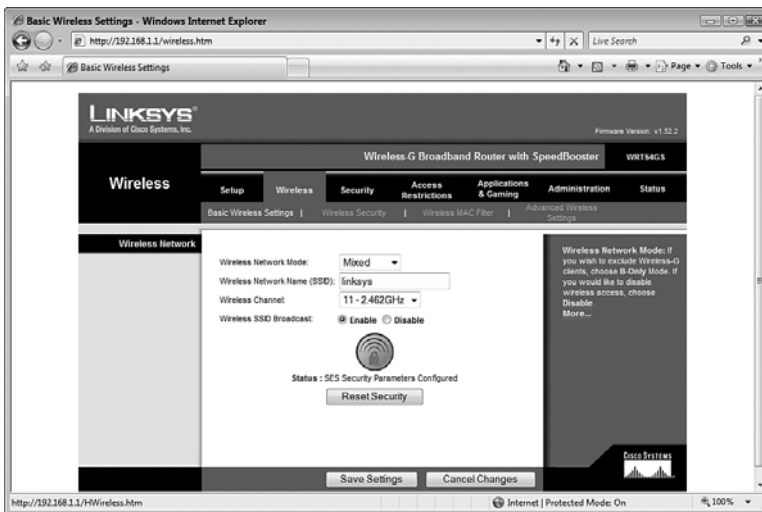 Basic Wireless Settings - Windows Internet Explorer
http://192.168.1.1/wireless.htm
Live Search
Basic Wireless Settings
Page
Tools
LINKSYS®
A Division of Cisco Systems, Inc.
Firmware Version: v1.52.2
Wireless-G Broadband Router with SpeedBooster WRT54GS
Wireless
Setup Wireless Security Access Restrictions Applications & Gaming Administration Status
Basic Wireless Settings | Wireless Security | Wireless MAC Filter | Advanced Wireless Settings
Wireless Network
Wireless Network Mode: Mixed
Wireless Network Name (SSID): linksys
Wireless Channel: 11 - 2.462GHz
Wireless SSID Broadcast: Enable Disable
Status : SES Security Parameters Configured
Reset Security
Wireless Network Mode: If
you wish to exclude Wireless-G
clients, choose B-Only Mode. If
you would like to disable
wireless access, choose
Disable.
More...
Cisco Systems
Save Settings Cancel Changes
http://192.168.1.1/HWireless.htm
Internet | Protected Mode: On
100%